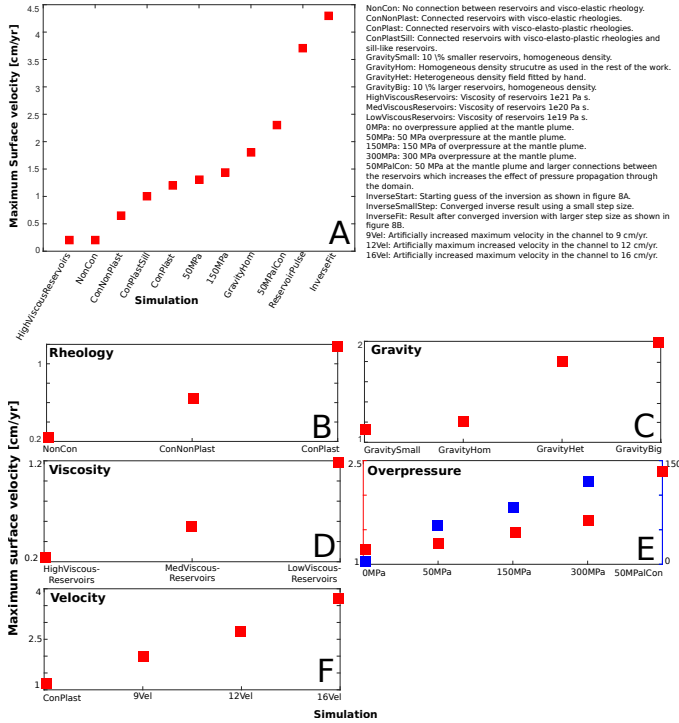 4.5
4
3.5
3
2.5
2
1.5
1
0.5
0
Maximum Surface velocity [cm/yr]
A
HighViscousReservoirs
NonCon
ConNonPlast
ConPlastSill
ConPlast
50MPa
150MPa
GravityHom
50MPalCon
ReservoirPulse
InverseFit
Simulation
NonCon: No connection between reservoirs and visco-elastic rheology.
ConNonPlast: Connected reservoirs with visco-elastic rheologies.
ConPlast: Connected reservoirs with visco-elasto-plastic rheologies.
ConPlastSill: Connected reservoirs with visco-elasto-plastic rheologies and
sill-like reservoirs.
GravitySmall: 10 \% smaller reservoirs, homogeneous density.
GravityHom: Homogeneous density strucutre as used in the rest of the work.
GravityHet: Heterogeneous density field fitted by hand.
GravityBig: 10 \% larger reservoirs, homogeneous density.
HighViscousReservoirs: Viscosity of reservoirs 1e21 Pa s.
MedViscousReservoirs: Viscosity of reservoirs 1e20 Pa s.
LowViscousReservoirs: Viscosity of reservoirs 1e19 Pa s.
0MPa: no overpressure applied at the mantle plume.
50MPa: 50 MPa overpressure at the mantle plume.
150MPa: 150 MPa of overpressure at the mantle plume.
300MPa: 300 MPa overpressure at the mantle plume.
50MPalCon: 50 MPa at the mantle plume and larger connections between
the reservoirs which increases the effect of pressure propagation through
the domain.
InverseStart: Starting guess of the inversion as shown in figure 8A.
InverseSmallStep: Converged inverse result using a small step size.
InverseFit: Result after converged inversion with larger step size as shown in
figure 8B.
9Vel: Artificially increased maximum velocity in the channel to 9 cm/yr.
12Vel: Artificially maximum increased velocity in the channel to 12 cm/yr.
16Vel: Artificially maximum increased velocity in the channel to 16 cm/yr.
Maximum surface velocity [cm/yr]
Rheology
1
0.2
B
NonCon
ConNonPlast
ConPlast
Gravity
2
1
C
GravitySmall
GravityHom
GravityHet
GravityBig
Viscosity
1.2
0.2
D
HighViscous-
Reservoirs
MedViscous-
Reservoirs
LowViscous-
Reservoirs
Overpressure
2.5
1
150
0
E
0MPa
50MPa
150MPa
300MPa
50MPalCon
Velocity
4
2.5
1
F
ConPlast
9Vel
12Vel
16Vel
Simulation